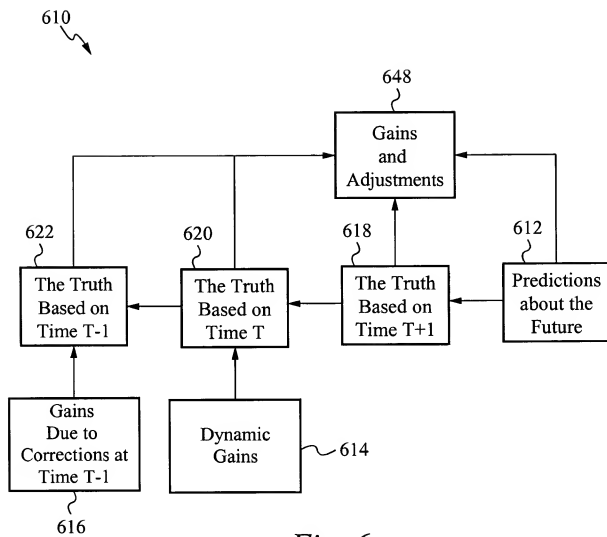 610
648
Gains
and
Adjustments
622
The Truth
Based on
Time T-1
620
The Truth
Based on
Time T
618
The Truth
Based on
Time T+1
612
Predictions
about the
Future
Gains
Due to
Corrections at
Time T-1
616
Dynamic
Gains
614